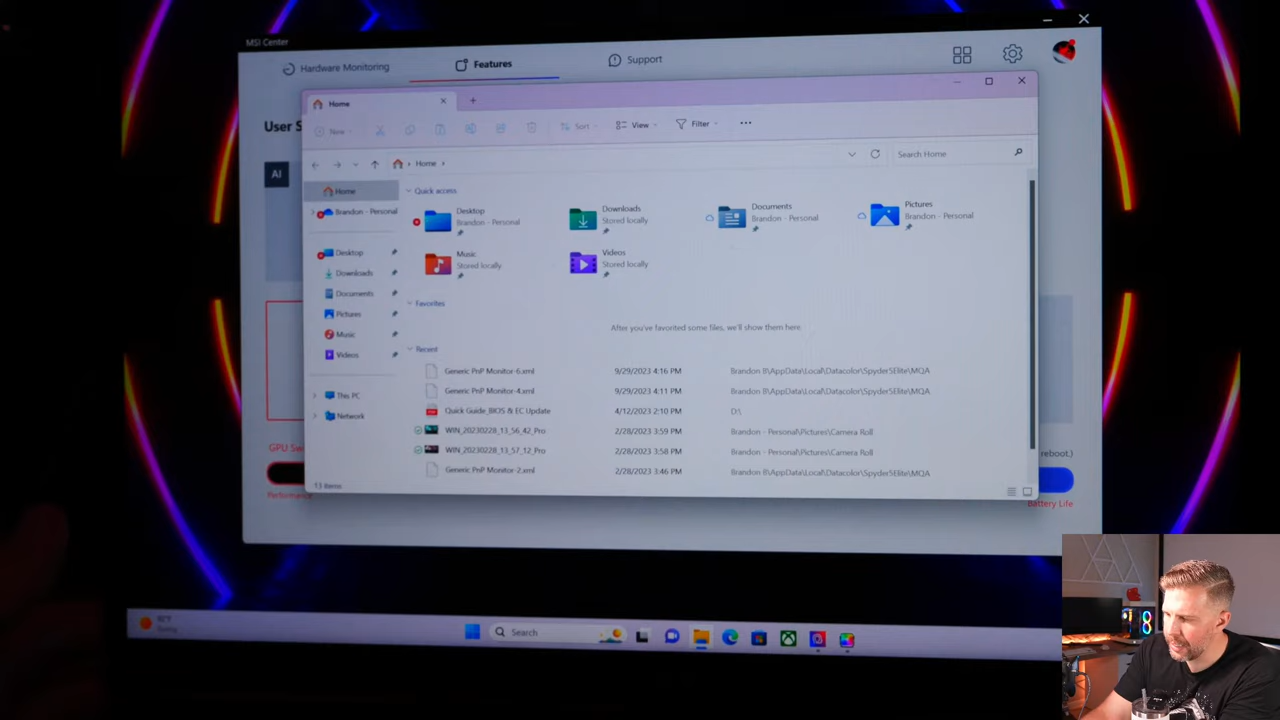 MSI Center
Hardware Monitoring
Features
Support
User S
Home
New
Sort
View
Filter
Home
Search Home
Home
Brandon - Personal
Desktop
Downloads
Documents
Pictures
Music
Videos
This PC
Network
AI
Quick access
Desktop
Brandon - Personal
Downloads
Stored locally
Documents
Brandon - Personal
Pictures
Brandon - Personal
Music
Stored locally
Videos
Stored locally
Favorites
After you've favorited some files, we'll show them here.
Recent
Generic PnP Monitor-6.xml 9/29/2023 4:16 PM Brandon B\AppData\Local\Datacolor\Spyder5Elite\MQA
Generic PnP Monitor-4.xml 9/29/2023 4:11 PM Brandon B\AppData\Local\Datacolor\Spyder5Elite\MQA
Quick Guide_BIOS & EC Update 4/12/2023 2:10 PM D:\
WIN_20230228_13_56_42_Pro 2/28/2023 3:59 PM Brandon - Personal\Pictures\Camera Roll
WIN_20230228_13_57_12_Pro 2/28/2023 3:58 PM Brandon - Personal\Pictures\Camera Roll
Generic PnP Monitor-2.xml 2/28/2023 3:46 PM Brandon B\AppData\Local\Datacolor\Spyder5Elite\MQA
13 items
GPU Sw
Performance
reboot.)
Battery Life
Search